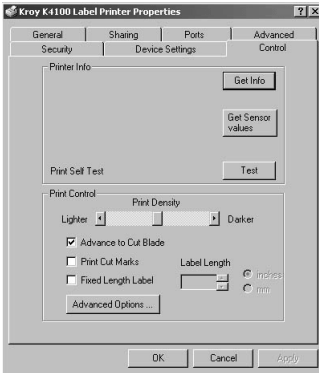 Kroy K4100 Label Printer Properties
General Sharing Ports Advanced
Security Device Settings Control
Printer Info
Get Info
Get Sensor
values
Print Self Test Test
Print Control
Print Density
Lighter Darker
Advance to Cut Blade
Print Cut Marks Label Length
Fixed Length Label inches
mm
Advanced Options ...
OK Cancel Apply